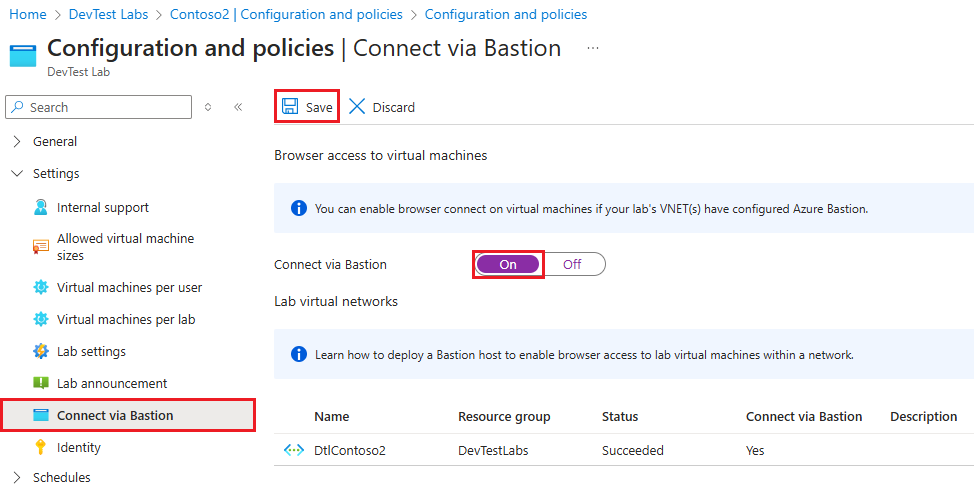 Home > DevTest Labs > Contoso2 | Configuration and policies > Configuration and policies
Configuration and policies | Connect via Bastion ...
DevTest Lab
Search
Save
Discard
General
Settings
Internal support
Allowed virtual machine
sizes
Virtual machines per user
Virtual machines per lab
Lab settings
Lab announcement
Connect via Bastion
Identity
Schedules
Browser access to virtual machines
You can enable browser connect on virtual machines if your lab's VNET(s) have configured Azure Bastion.
Connect via Bastion On Off
Lab virtual networks
Learn how to deploy a Bastion host to enable browser access to lab virtual machines within a network.
Name Resource group Status Connect via Bastion Description
DtlContoso2 DevTestLabs Succeeded Yes